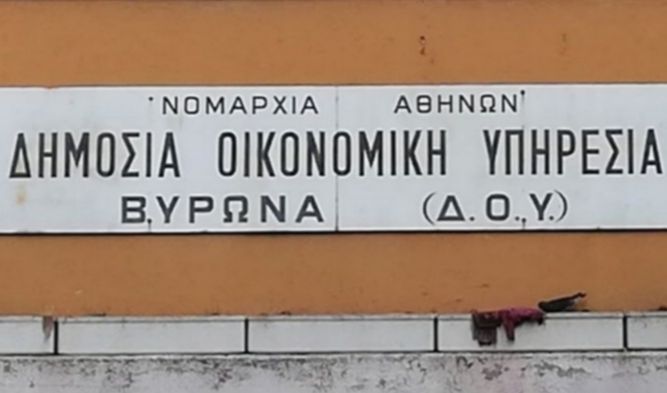 ΝΟΜΑΡΧΙΑ ΑΘΗΝΩΝ
ΔΗΜΟΣΙΑ ΟΙΚΟΝΟΜΙΚΗ ΥΠΗΡΕΣΙΑ
ΒΥΡΩΝΑ (Δ.Ο.Υ.)